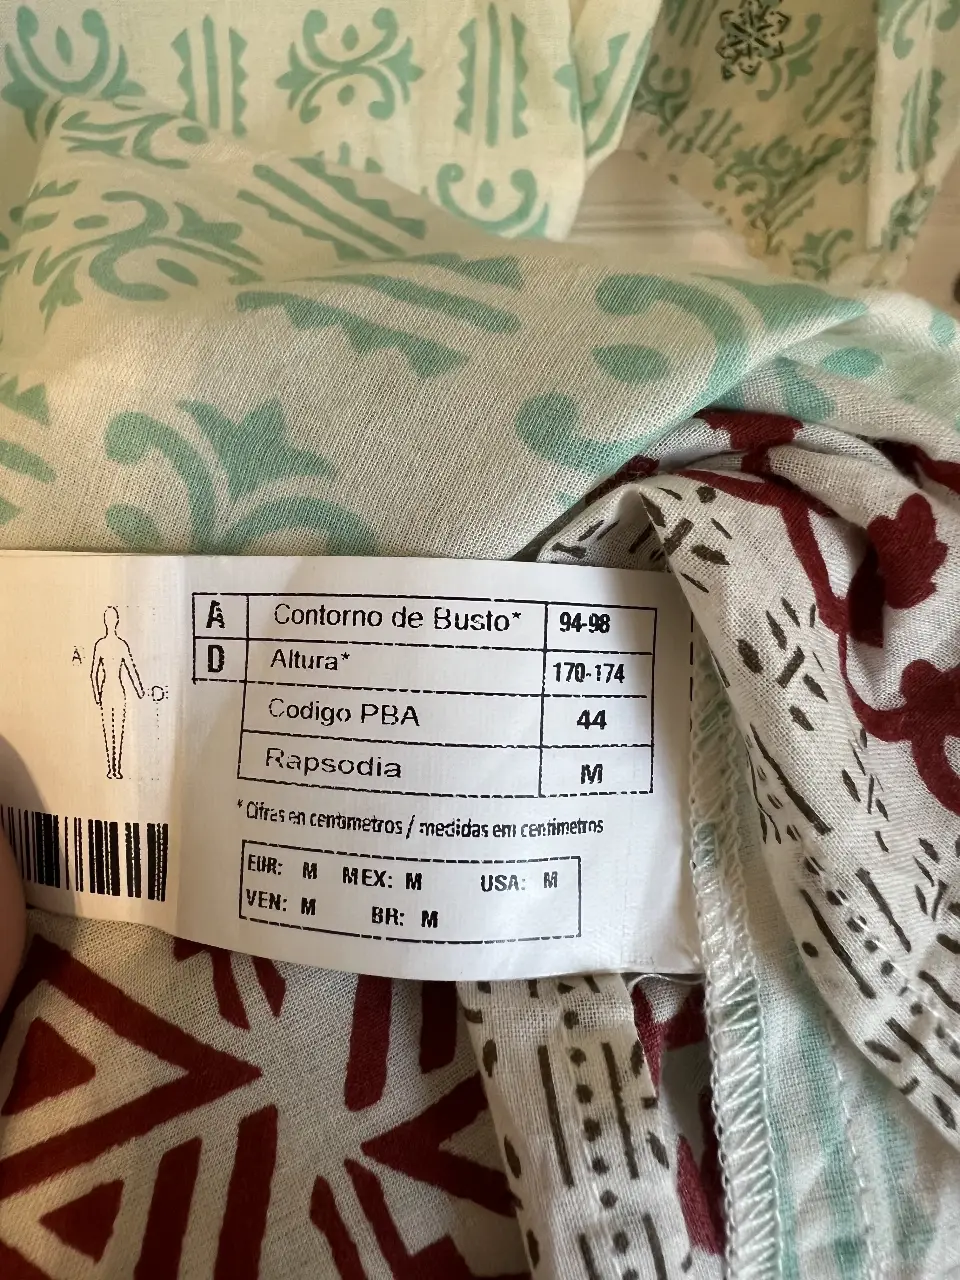 A Contorno de Busto* 94-98
D Altura* 170-174
Codigo PBA 44
Rapsodia M
* Cifras en centimetros / medidas em centimetros
A
D
EUR: M MEX: M USA: M
VEN: M BR: M